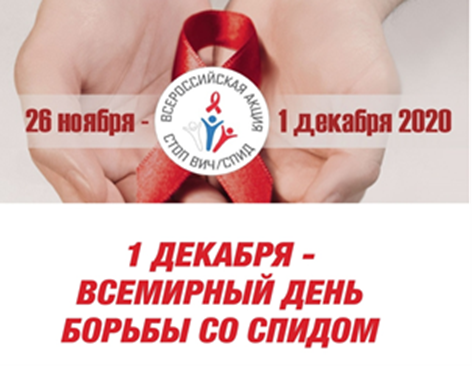 26 ноября -
ВСЕРОССИЙСКАЯ АКЦИЯ
СТОП ВИЧ/СПИД
1 декабря 2020
1 ДЕКАБРЯ -
ВСЕМИРНЫЙ ДЕНЬ
БОРЬБЫ СО СПИДОМ